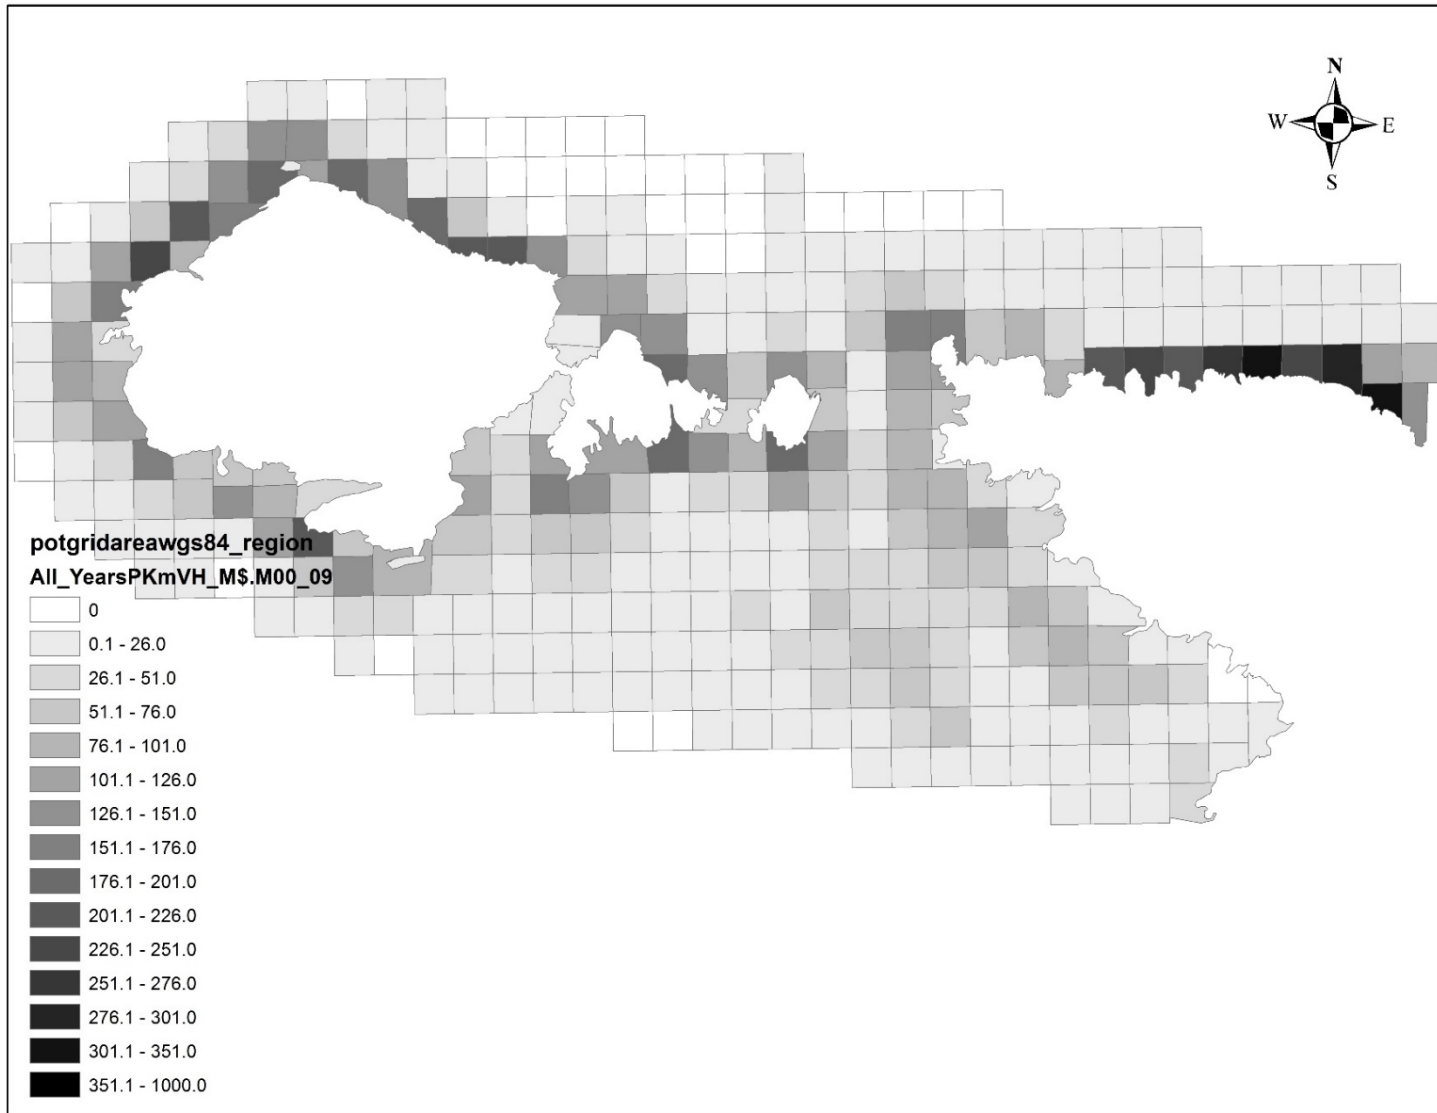 N
W E
S
potgridareawgs84_region
All_YearsPKmVH_M$.M00_09
0
0.1 - 26.0
26.1 - 51.0
51.1 - 76.0
76.1 - 101.0
101.1 - 126.0
126.1 - 151.0
151.1 - 176.0
176.1 - 201.0
201.1 - 226.0
226.1 - 251.0
251.1 - 276.0
276.1 - 301.0
301.1 - 351.0
351.1 - 1000.0